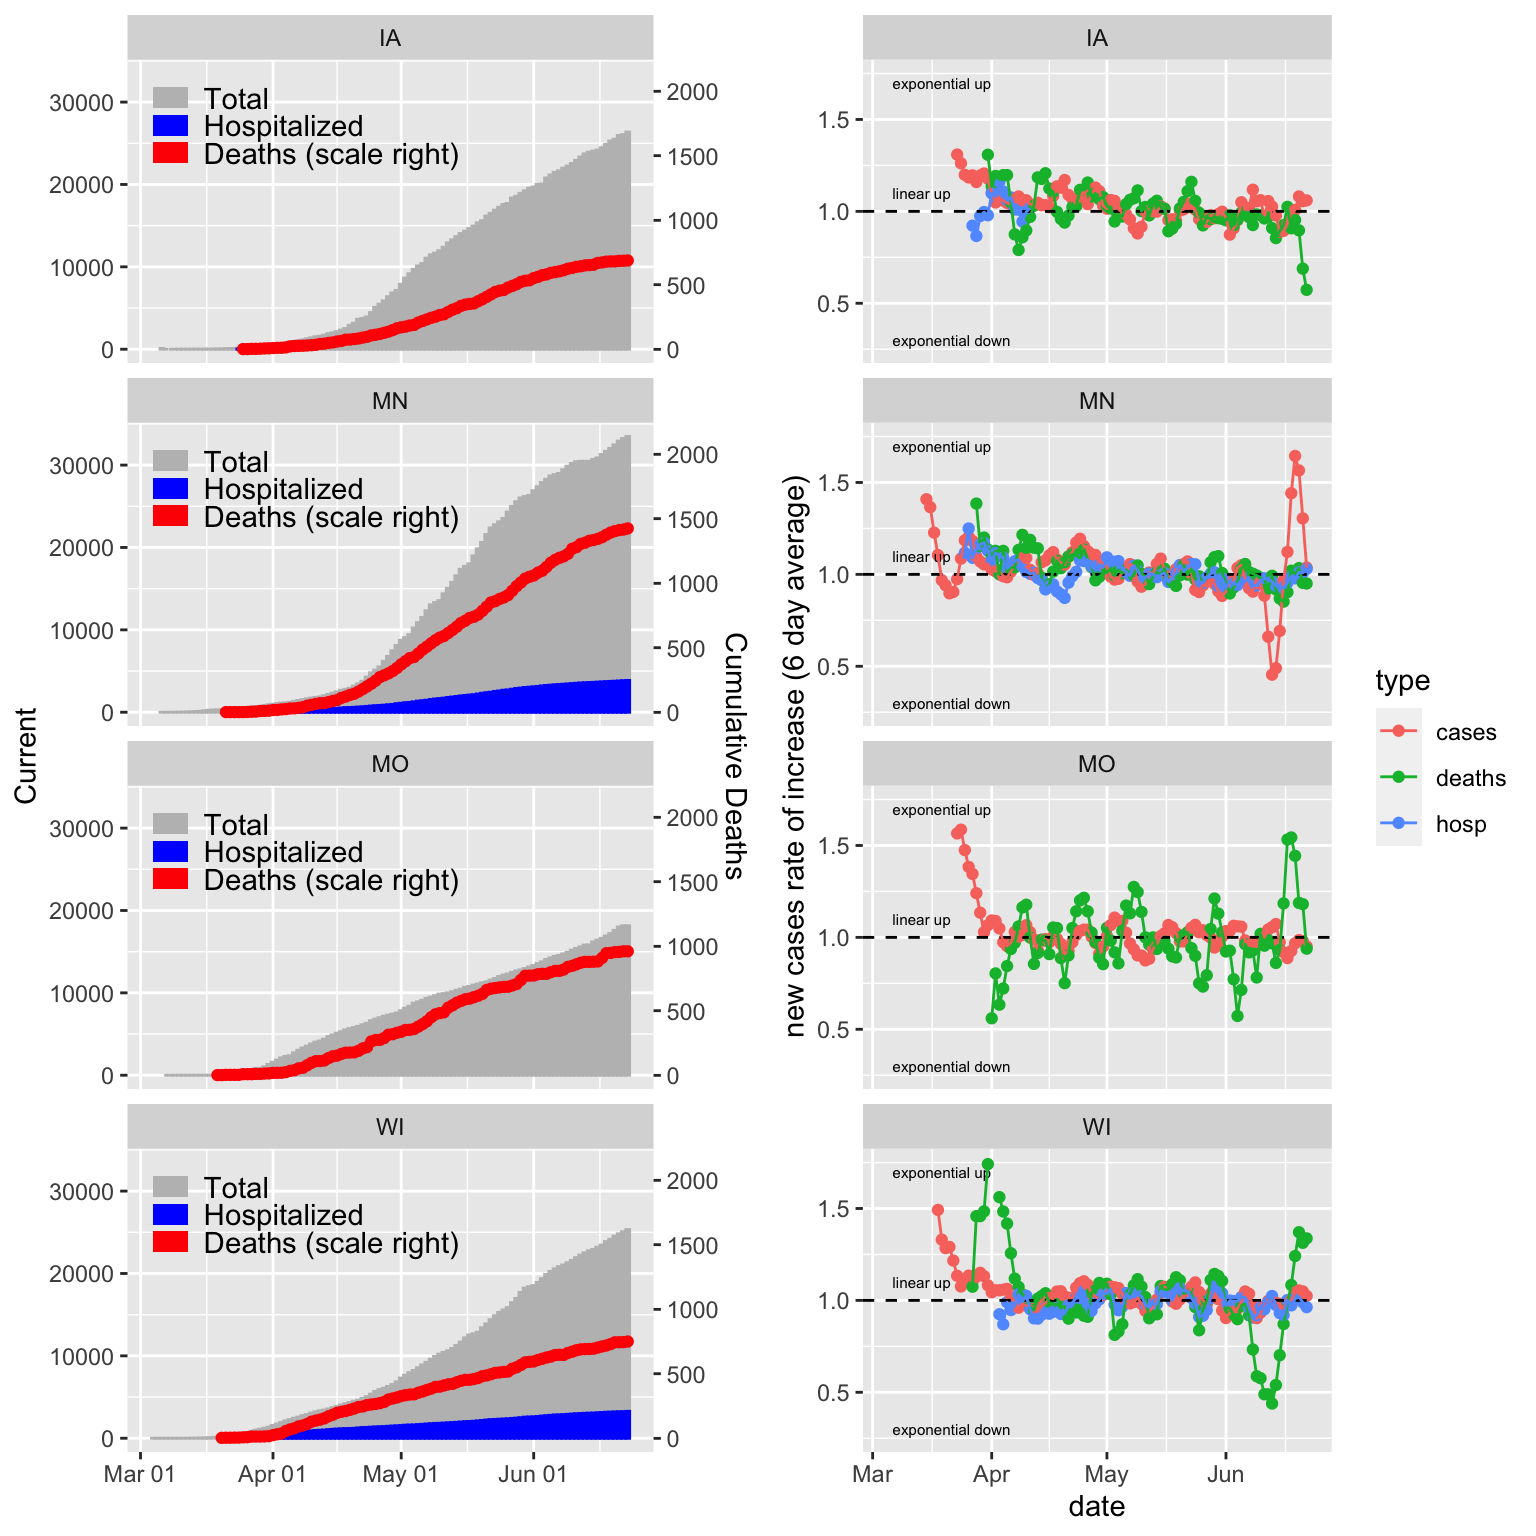 IA
30000
20000
10000
0
Total
Hospitalized
Deaths (scale right)
2000
1500
1000
500
0
MN
30000
20000
10000
0
Total
Hospitalized
Deaths (scale right)
2000
1500
1000
500
0
MO
30000
20000
10000
0
Total
Hospitalized
Deaths (scale right)
2000
1500
1000
500
0
WI
30000
20000
10000
0
Total
Hospitalized
Deaths (scale right)
2000
1500
1000
500
0
Mar 01
Apr 01
May 01
Jun 01
Current
Cumulative Deaths
IA
1.5
1.0
0.5
exponential up
linear up
exponential down
MN
1.5
1.0
0.5
exponential up
linear up
exponential down
MO
1.5
1.0
0.5
exponential up
linear up
exponential down
WI
1.5
1.0
0.5
exponential up
linear up
exponential down
Mar
Apr
May
Jun
date
new cases rate of increase (6 day average)
type
cases
deaths
hosp